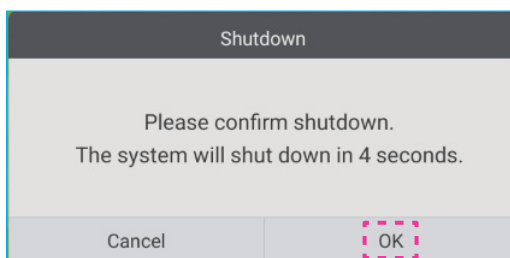 Shutdown
Please confirm shutdown.
The system will shut down in 4 seconds.
Cancel
OK